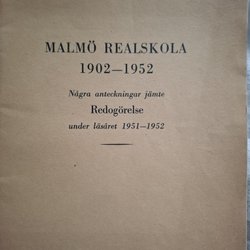 MALMÖ REALSKOLA
1902—1952
Några anteckningar jämte
Redogörelse
under läsåret 1951—1952